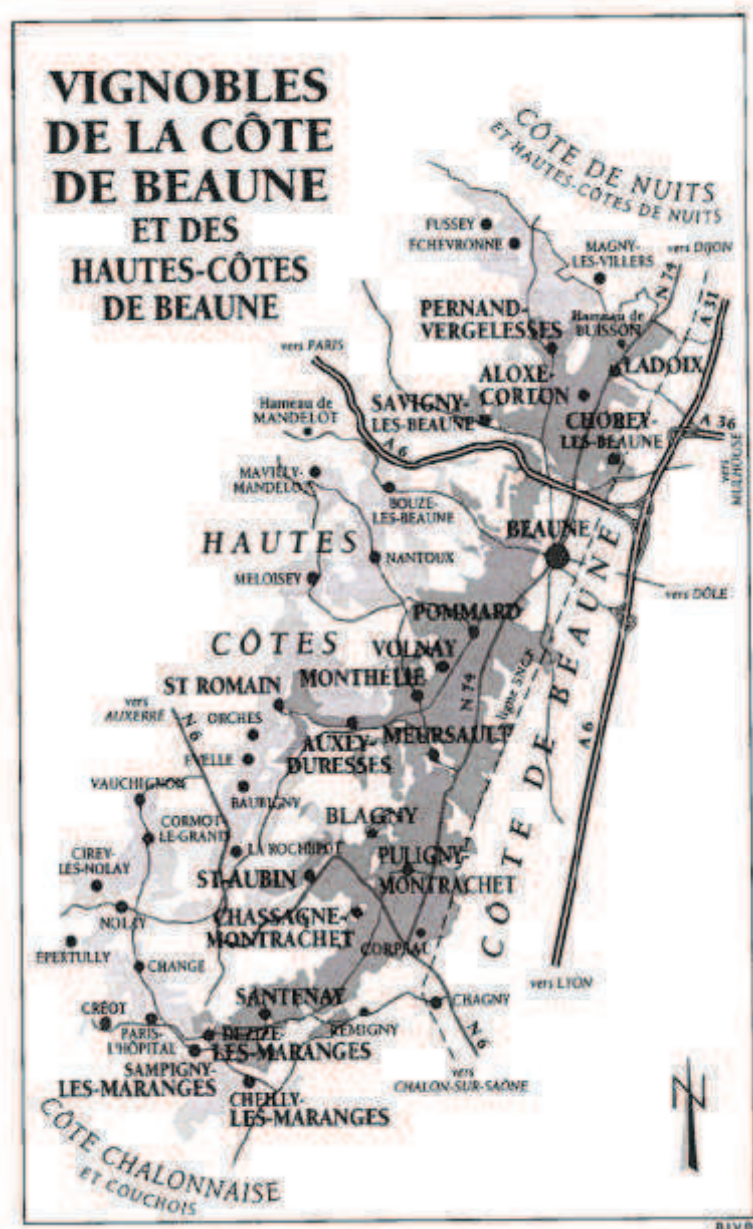 VIGNOBLES
DE LA CÔTE
DE BEAUNE
ET DES
HAUTES-CÔTES
DE BEAUNE
CÔTE DE NUITS
ET HAUTES-CÔTES DE NUITS
FUSSEY
ECHEVRONNE
MAGNY-
LES-VILLERS
vers DIJON
N 74
A 31
PERNAND-
VERGELESSES
Hameau de
BUISSON
LADOIX
vers PARIS
ALOXE-
CORTON
SAVIGNY-
LES-BEAUNE
CHOREY-
LES-BEAUNE
A 36
vers
MULHOUSE
Hameau de
MANDELOT
A 6
MAVILLY-
MANDELOT
BOUZE-
LES-BEAUNE
BEAUNE
HAUTES
NANTOUX
MELOISEY
vers DÔLE
POMMARD
CÔTES
VOLNAY
MONTHELIE
ST ROMAIN
vers
AUXERRE
N 6
ORCHES
N 74
ligne SNCF
CÔTE DE BEAUNE
A 6
AUXEY-
DURESSES
MEURSAULT
EVELLE
VAUCHIGNON
BAUBIGNY
CORMOT-
LE-GRAND
BLAGNY
CIREY-
LES-NOLAY
LA ROCHEPOT
PULIGNY-
MONTRACHET
ST-AUBIN
NOLAY
CHASSAGNE-
MONTRACHET
ÉPERTULLY
CHANGE
vers LYON
SANTENAY
CHAGNY
CRÉOT
PARIS-
L'HÔPITAL
DEZIZE-
LES-MARANGES
REMIGNY
N 6
SAMPIGNY-
LES-MARANGES
vers
CHALON-SUR-SAÔNE
CHEILLY-
LES-MARANGES
CÔTE CHALONNAISE
ET COUCHOIS
N